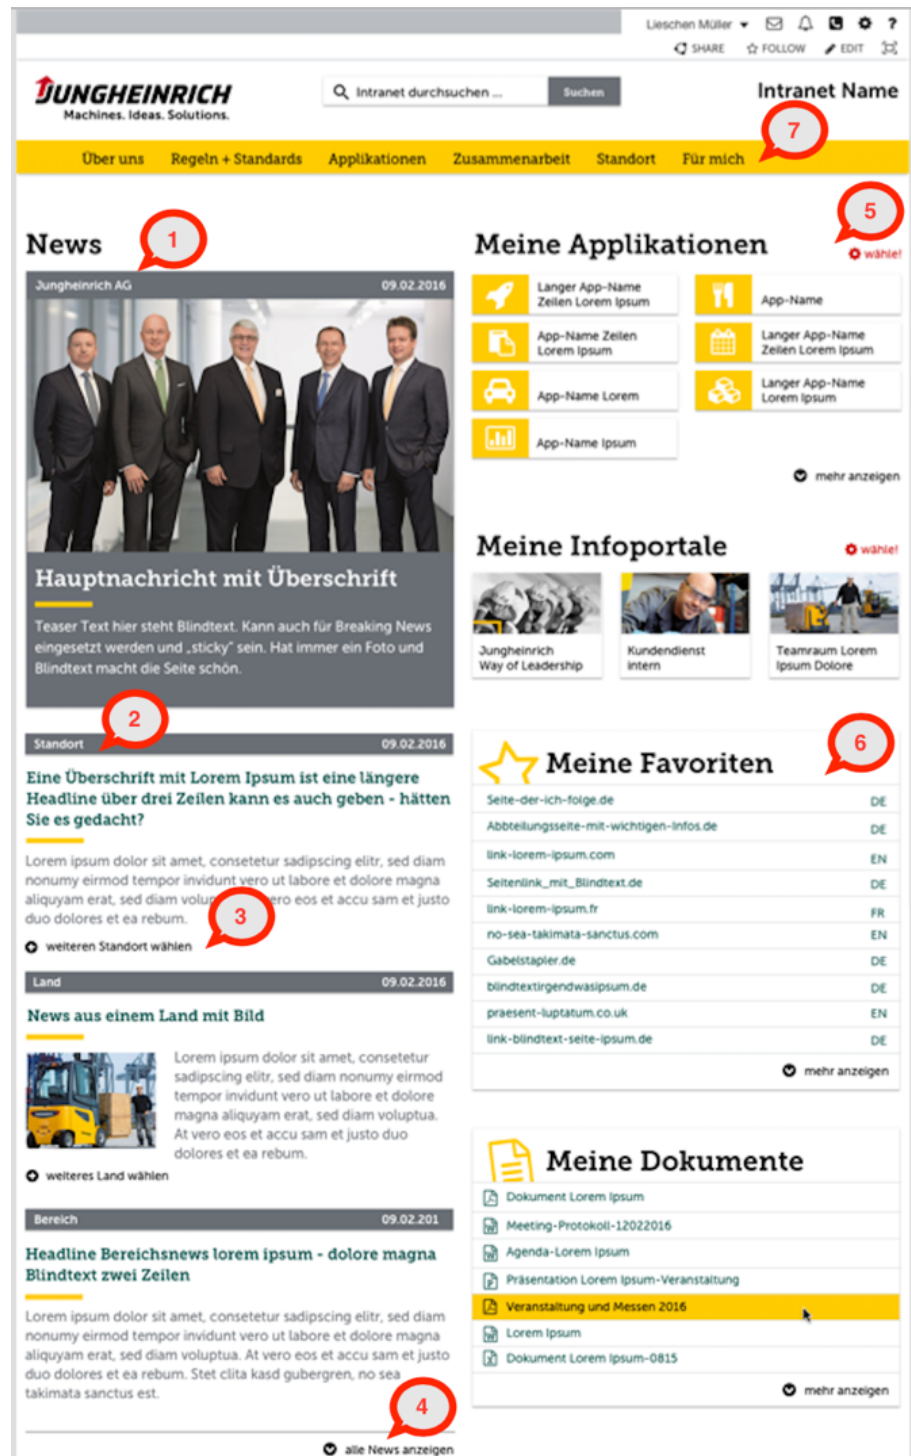 Lieschen Müller
?
SHARE
FOLLOW
EDIT
JUNGHEINRICH
Machines. Ideas. Solutions.
Intranet durchsuchen ...
Suchen
Intranet Name
7
Über uns
Regeln + Standards
Applikationen
Zusammenarbeit
Standort
Für mich
News
1
Jungheinrich AG
09.02.2016
Hauptnachricht mit Überschrift
Teaser Text hier steht Blindtext. Kann auch für Breaking News
eingesetzt werden und „sticky" sein. Hat immer ein Foto und
Blindtext macht die Seite schön.
2
Standort
09.02.2016
Eine Überschrift mit Lorem Ipsum ist eine längere
Headline über drei Zeilen kann es auch geben - hätten
Sie es gedacht?
Lorem ipsum dolor sit amet, consetetur sadipscing elitr, sed diam
nonumy eirmod tempor invidunt vero ut labore et dolore magna
aliquyam erat, sed diam ero eos et accu sam et justo
duo dolores et ea rebum.
3
weiteren Standort wählen
Land
09.02.2016
News aus einem Land mit Bild
Lorem ipsum dolor sit amet, consetetur
sadipscing elitr, sed diam nonumy eirmod
tempor invidunt vero ut labore et dolore
magna aliquyam erat, sed diam voluptua.
At vero eos et accu sam et justo duo
dolores et ea rebum.
weiteres Land wählen
Bereich
09.02.201
Headline Bereichsnews lorem ipsum - dolore magna
Blindtext zwei Zeilen
Lorem ipsum dolor sit amet, consetetur sadipscing elitr, sed diam
nonumy eirmod tempor invidunt vero ut labore et dolore magna
aliquyam erat, sed diam voluptua. At vero eos et accu sam et justo
duo dolores et ea rebum. Stet clita kasd gubergren, no sea
takimata sanctus est.
4
alle News anzeigen
Meine Applikationen
5
wähle!
Langer App-Name
Zeilen Lorem Ipsum
App-Name
App-Name Zeilen
Lorem Ipsum
Langer App-Name
Zeilen Lorem Ipsum
App-Name Lorem
Langer App-Name
Lorem Ipsum
App-Name Ipsum
mehr anzeigen
Meine Infoportale
wähle!
Jungheinrich
Way of Leadership
Kundendienst
intern
Teamraum Lorem
Ipsum Dolore
6
Meine Favoriten
Seite-der-ich-folge.de DE
Abbteilungsseite-mit-wichtigen-Infos.de DE
link-lorem-ipsum.com EN
Seitenlink_mit_Blindtext.de DE
link-lorem-ipsum.fr FR
no-sea-takimata-sanctus.com EN
Gabelstapler.de DE
blindtextirgendwasipsum.de DE
praesent-luptatum.co.uk EN
link-blindtext-seite-ipsum.de DE
mehr anzeigen
Meine Dokumente
Dokument Lorem Ipsum
Meeting-Protokoll-12022016
Agenda-Lorem Ipsum
Präsentation Lorem Ipsum-Veranstaltung
Veranstaltung und Messen 2016
Lorem Ipsum
Dokument Lorem Ipsum-0815
mehr anzeigen